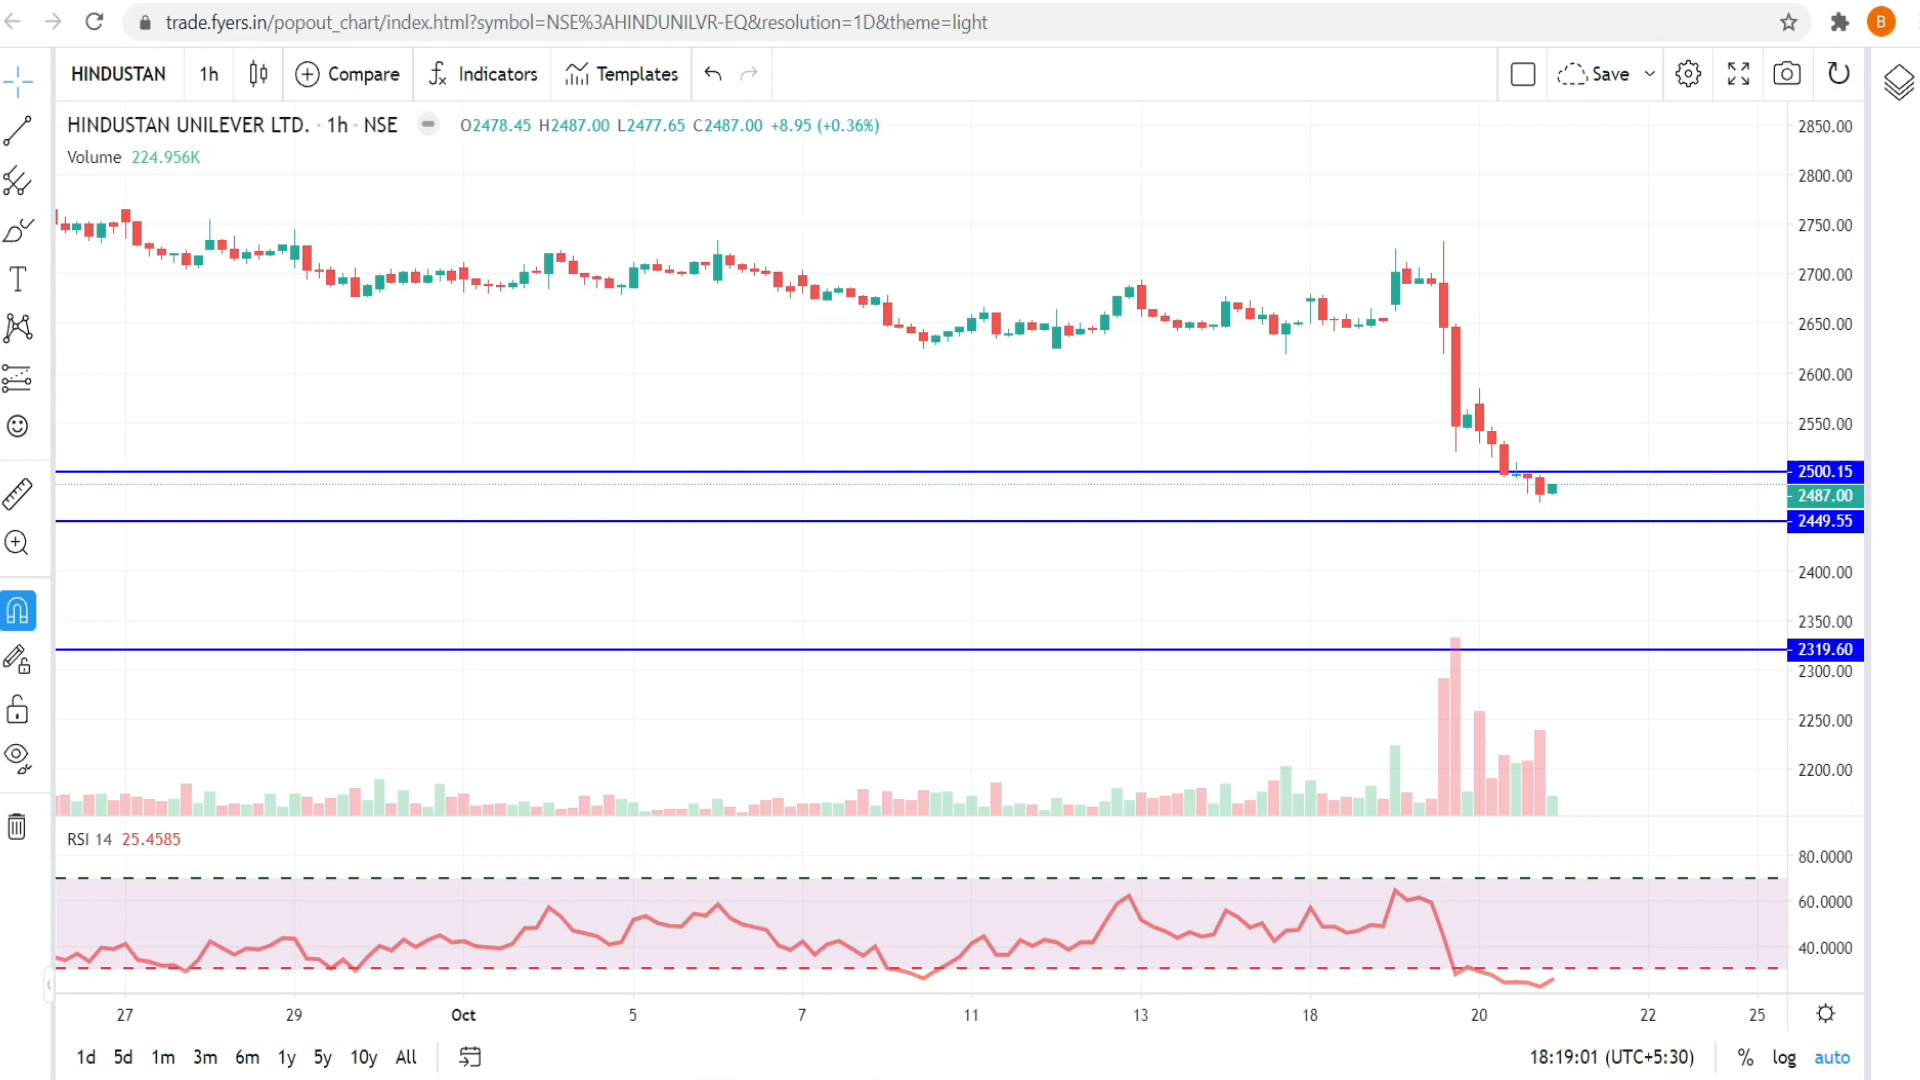 trade.fyers.in/popout_chart/index.html?symbol=NSE%3AHINDUNILVR-EQ&resolution=1D&theme=light
B
HINDUSTAN 1h Compare Indicators Templates Save
HINDUSTAN UNILEVER LTD. · 1h · NSE O2478.45 H2487.00 L2477.65 C2487.00 +8.95 (+0.36%)
Volume 224.956K
2850.00
2800.00
2750.00
2700.00
2650.00
2600.00
2550.00
2500.15
2487.00
2449.55
2400.00
2350.00
2319.60
2300.00
2250.00
2200.00
RSI 14 25.4585
80.0000
60.0000
40.0000
27 29 Oct 5 7 11 13 18 20 22 25
1d 5d 1m 3m 6m 1y 5y 10y All 18:19:01 (UTC+5:30) % log auto